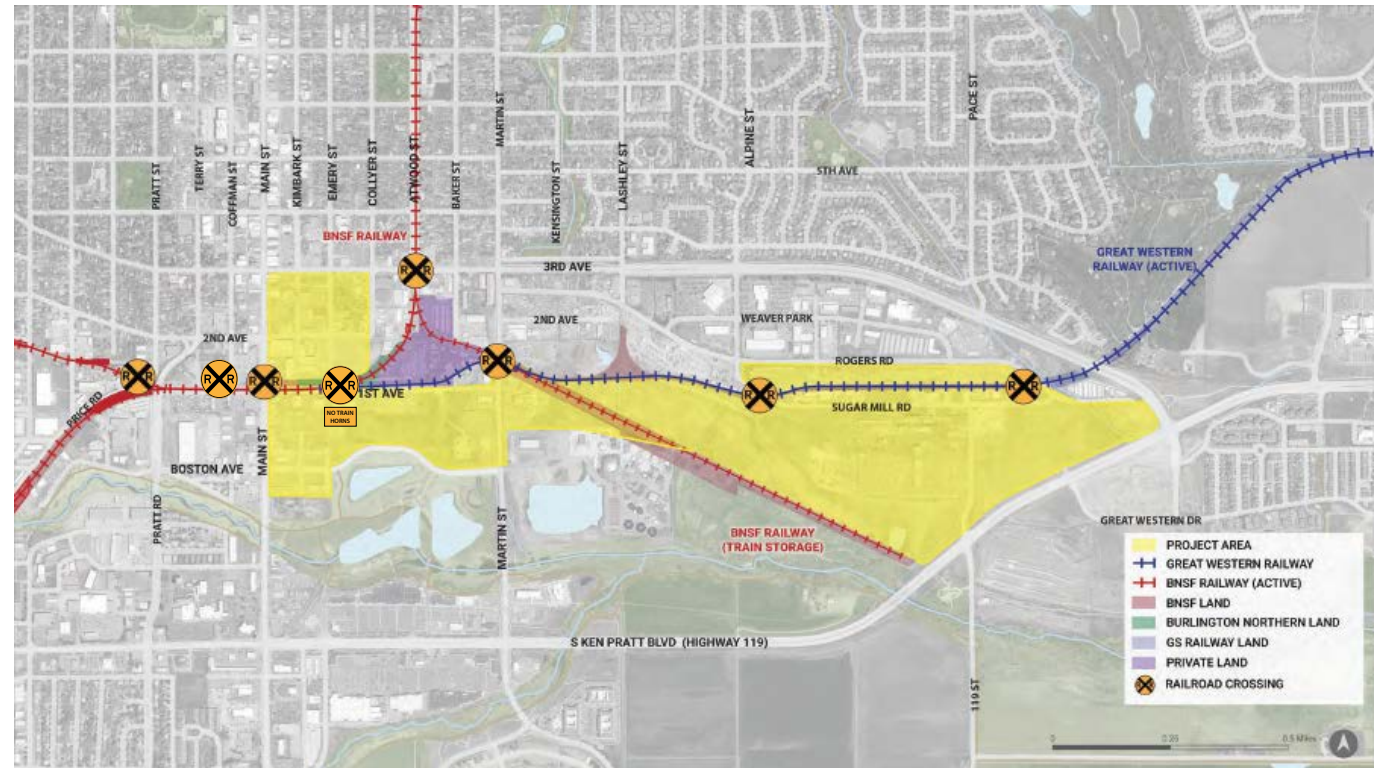 PRATT ST
TERRY ST
COFFMAN ST
MAIN ST
KIMBARK ST
EMERY ST
COLLYER ST
ATWOOD ST
BAKER ST
MARTIN ST
KENSINGTON ST
LASHLEY ST
ALPINE ST
PACE ST
5TH AVE
BNSF RAILWAY
3RD AVE
GREAT WESTERN
RAILWAY (ACTIVE)
2ND AVE
2ND AVE
WEAVER PARK
ROGERS RD
R R
R R
R R
R R
R R
R R
R R
R R
1ST AVE
NO TRAIN
HORNS
SUGAR MILL RD
PRICE RD
MAIN ST
BOSTON AVE
PRATT RD
MARTIN ST
BNSF RAILWAY
(TRAIN STORAGE)
GREAT WESTERN DR
S KEN PRATT BLVD (HIGHWAY 119)
119 ST
PROJECT AREA
GREAT WESTERN RAILWAY
BNSF RAILWAY (ACTIVE)
BNSF LAND
BURLINGTON NORTHERN LAND
GS RAILWAY LAND
PRIVATE LAND
R R RAILROAD CROSSING
0 0.25 0.5 Miles